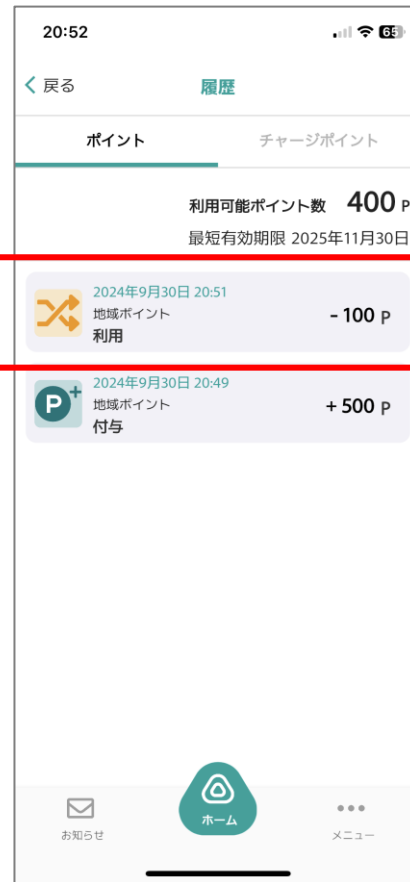 20:52
65
戻る
履歴
ポイント
チャージポイント
利用可能ポイント数 400 P
最短有効期限 2025年11月30日
2024年9月30日 20:51
地域ポイント
- 100 P
利用
2024年9月30日 20:49
P+
地域ポイント
+ 500 P
付与
お知らせ
ホーム
メニュー